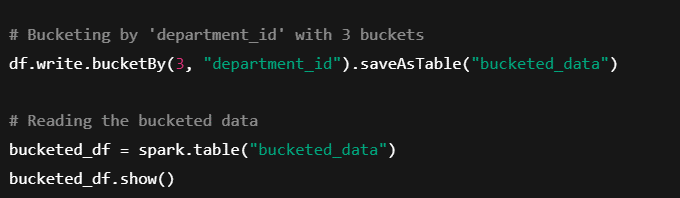 # Bucketing by 'department_id' with 3 buckets
df.write.bucketBy(3, "department_id").saveAsTable("bucketed_data")
# Reading the bucketed data
bucketed_df = spark.table("bucketed_data")
bucketed_df.show()